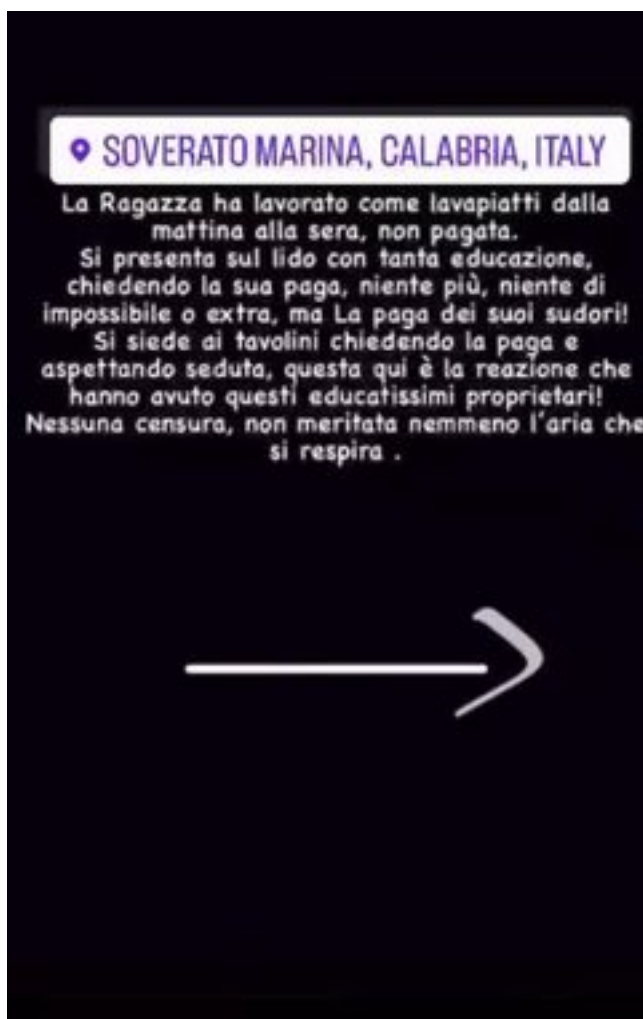 SOVERATO MARINA, CALABRIA, ITALY
La Ragazza ha lavorato come lavapiatti dalla
mattina alla sera, non pagata.
Si presenta sul lido con tanta educazione,
chiedendo la sua paga, niente più, niente di
impossibile o extra, ma La paga dei suoi sudori!
Si siede ai tavolini chiedendo la paga e
aspettando seduta, questa qui è la reazione che
hanno avuto questi educatissimi proprietari!
Nessuna censura, non meritata nemmeno l'aria che
si respira .